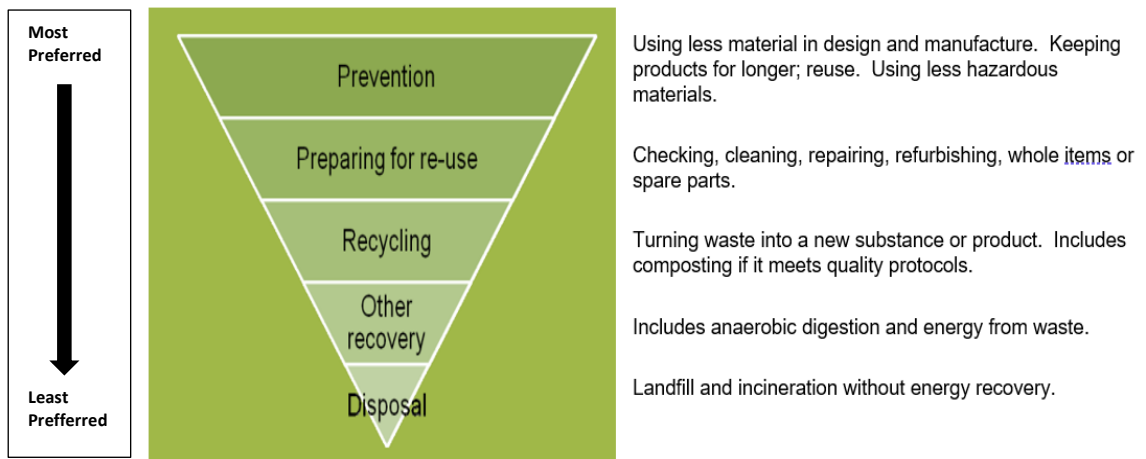 Most
Preferred
Least
Prefferred
Prevention
Using less material in design and manufacture.  Keeping
products for longer; reuse.  Using less hazardous
materials.
Preparing for re-use
Checking, cleaning, repairing, refurbishing, whole items or
spare parts.
Recycling
Turning waste into a new substance or product.  Includes
composting if it meets quality protocols.
Other
recovery
Includes anaerobic digestion and energy from waste.
Disposal
Landfill and incineration without energy recovery.